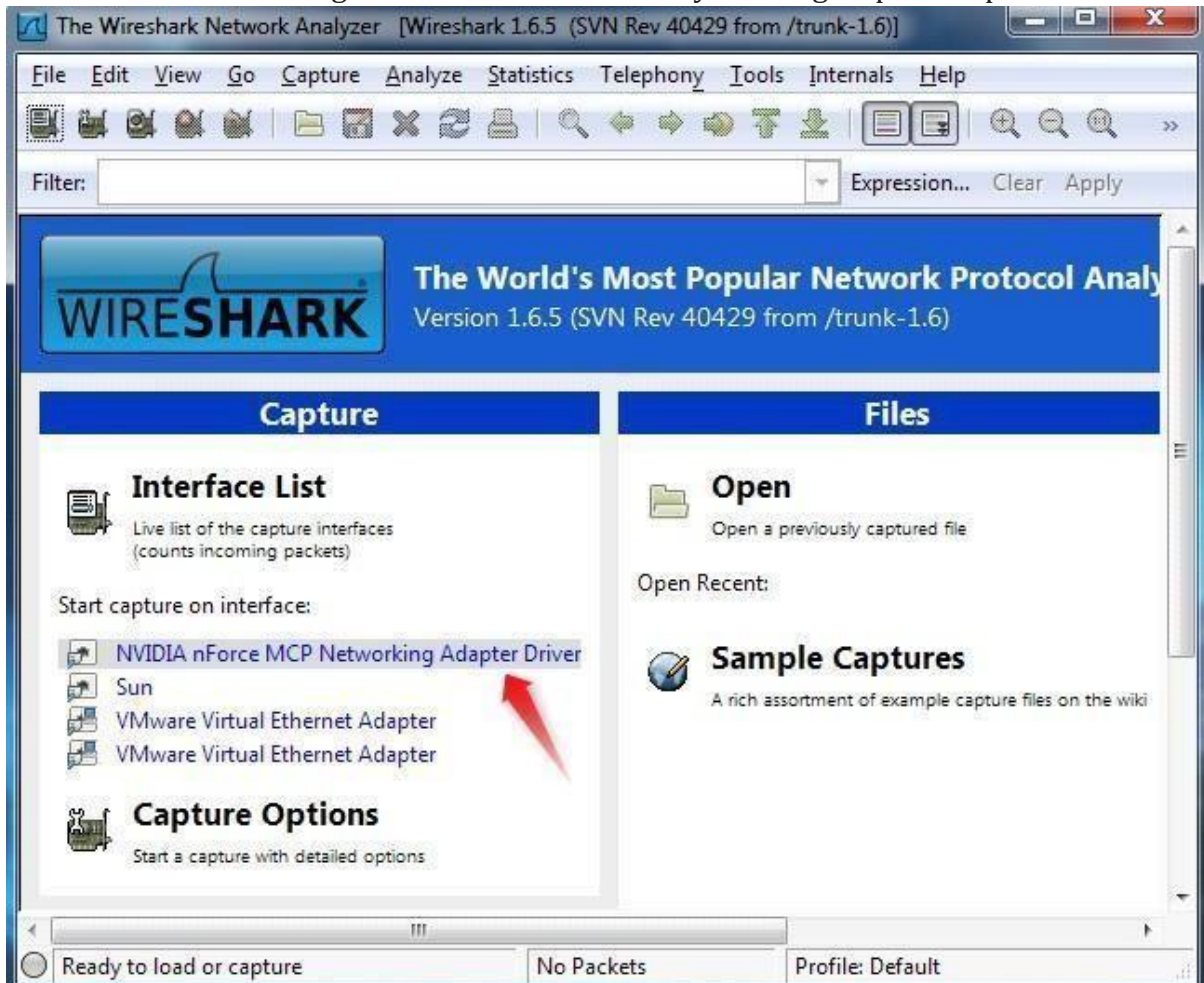 The Wireshark Network Analyzer [Wireshark 1.6.5 (SVN Rev 40429 from /trunk-1.6)]
File Edit View Go Capture Analyze Statistics Telephony Tools Internals Help
Filter: Expression... Clear Apply
WIRESHARK
The World's Most Popular Network Protocol Analy
Version 1.6.5 (SVN Rev 40429 from /trunk-1.6)
Capture
Interface List
Live list of the capture interfaces
(counts incoming packets)
Start capture on interface:
NVIDIA nForce MCP Networking Adapter Driver
Sun
VMware Virtual Ethernet Adapter
VMware Virtual Ethernet Adapter
Capture Options
Start a capture with detailed options
Files
Open
Open a previously captured file
Open Recent:
Sample Captures
A rich assortment of example capture files on the wiki
Ready to load or capture No Packets Profile: Default